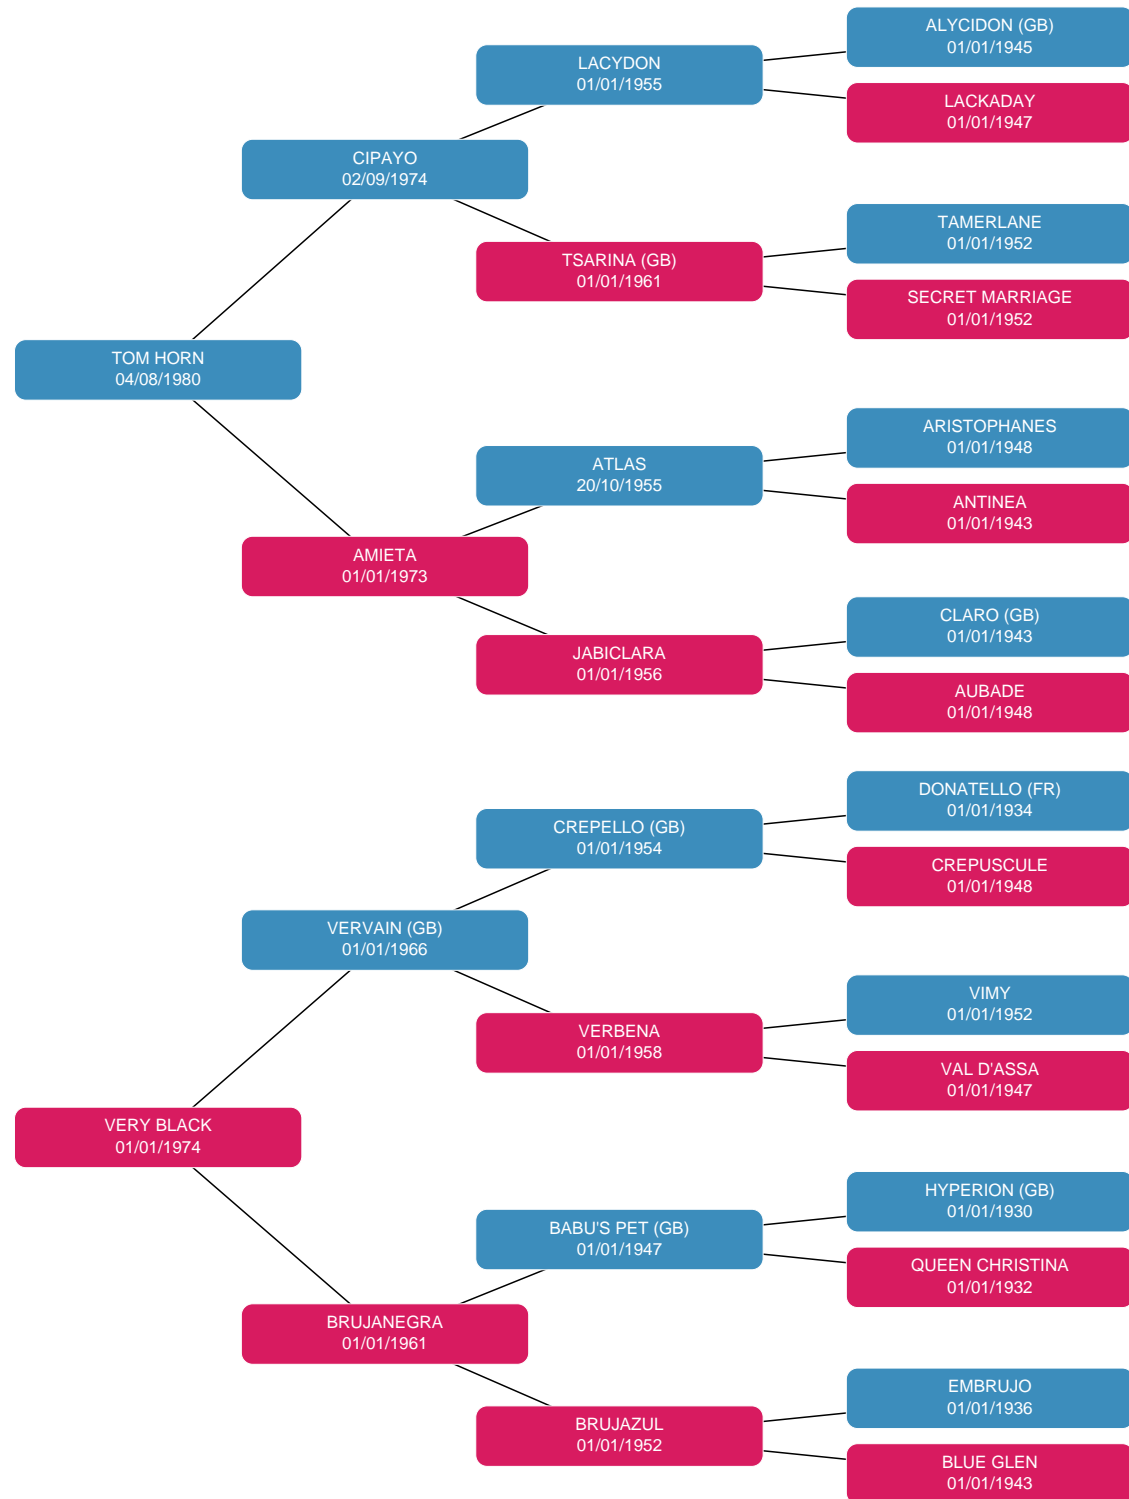 ALYCIDON (GB)
01/01/1945
LACYDON
01/01/1955
LACKADAY
01/01/1947
CIPAYO
02/09/1974
TAMERLANE
01/01/1952
TSARINA (GB)
01/01/1961
SECRET MARRIAGE
01/01/1952
TOM HORN
04/08/1980
ARISTOPHANES
01/01/1948
ATLAS
20/10/1955
ANTINEA
01/01/1943
AMIETA
01/01/1973
CLARO (GB)
01/01/1943
JABICLARA
01/01/1956
AUBADE
01/01/1948
DONATELLO (FR)
01/01/1934
CREPELLO (GB)
01/01/1954
CREPUSCULE
01/01/1948
VERVAIN (GB)
01/01/1966
VIMY
01/01/1952
VERBENA
01/01/1958
VAL D'ASSA
01/01/1947
VERY BLACK
01/01/1974
HYPERION (GB)
01/01/1930
BABU'S PET (GB)
01/01/1947
QUEEN CHRISTINA
01/01/1932
BRUJANEGRA
01/01/1961
EMBRUJO
01/01/1936
BRUJAZUL
01/01/1952
BLUE GLEN
01/01/1943